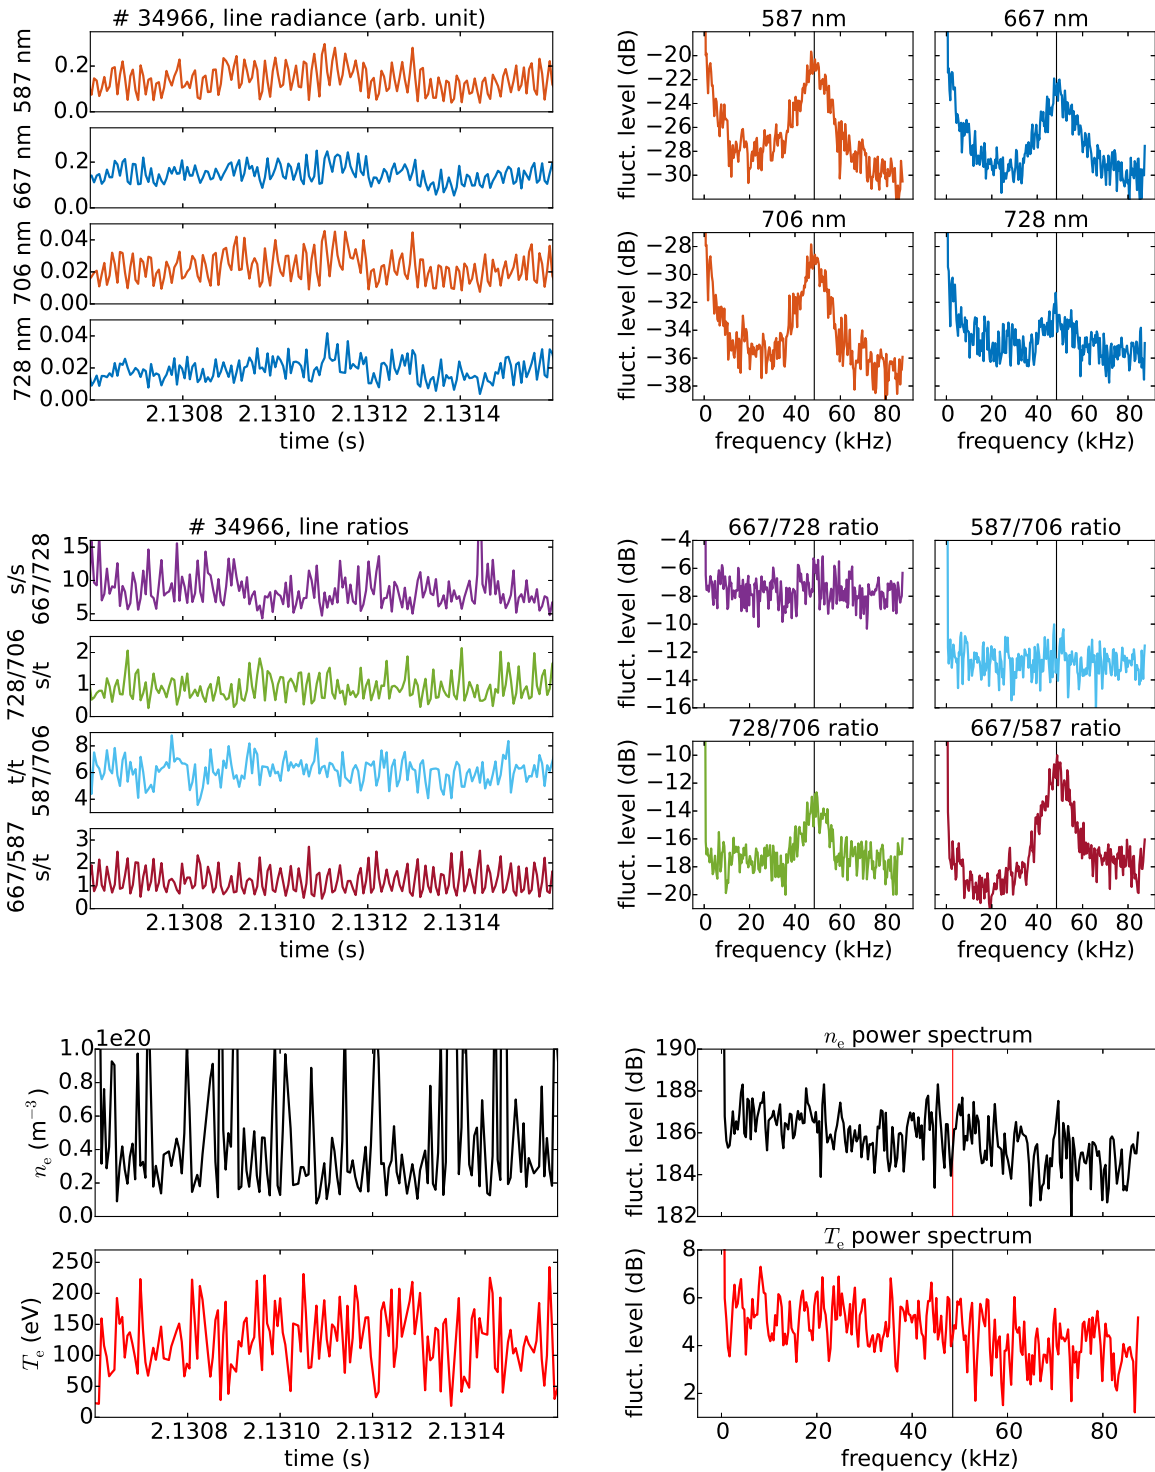 # 34966, line radiance (arb. unit)
587 nm
0.2
0.0
667 nm
0.2
0.0
706 nm
0.04
0.02
0.00
728 nm
0.04
0.02
0.00
2.1308 2.1310 2.1312 2.1314
time (s)
587 nm
667 nm
fluct. level (dB)
−20
−22
−24
−26
−28
−30
706 nm
728 nm
fluct. level (dB)
−28
−30
−32
−34
−36
−38
0 20 40 60 80
0 20 40 60 80
frequency (kHz)
frequency (kHz)
# 34966, line ratios
s/s
667/728
15
10
5
728/706
s/t
2
1
0
t/t
587/706
8
6
4
667/587
s/t
3
2
1
0
2.1308 2.1310 2.1312 2.1314
time (s)
667/728 ratio
587/706 ratio
fluct. level (dB)
−4
−6
−8
−10
−12
−14
−16
728/706 ratio
667/587 ratio
fluct. level (dB)
−10
−12
−14
−16
−18
−20
0 20 40 60 80
0 20 40 60 80
frequency (kHz)
frequency (kHz)
1e20
nₑ (m⁻³)
1.0
0.8
0.6
0.4
0.2
0.0
Tₑ (eV)
250
200
150
100
50
0
2.1308 2.1310 2.1312 2.1314
time (s)
nₑ power spectrum
fluct. level (dB)
190
188
186
184
182
Tₑ power spectrum
fluct. level (dB)
8
6
4
2
0 20 40 60 80
frequency (kHz)